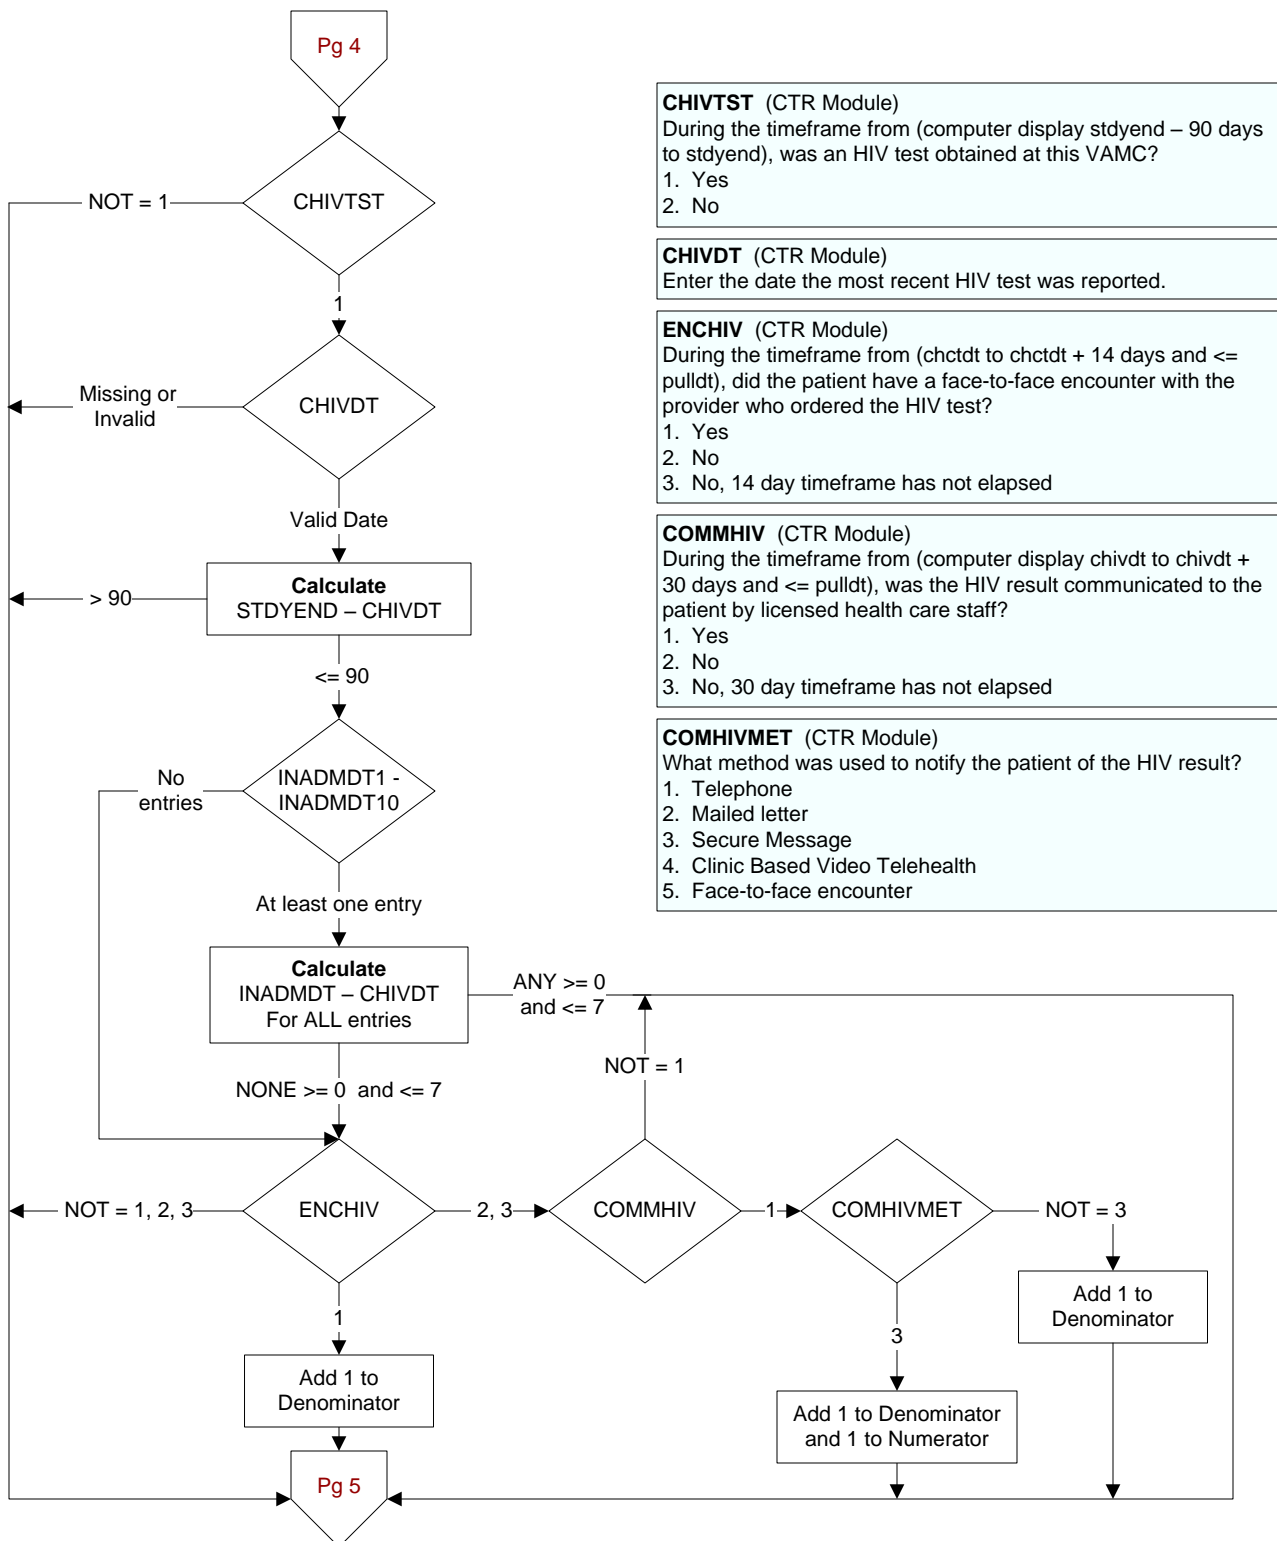 Pg 4
CHIVTST (CTR Module)
During the timeframe from (computer display stdyend – 90 days
to stdyend), was an HIV test obtained at this VAMC?
1. Yes
2. No
NOT = 1
CHIVTST
1
CHIVDT (CTR Module)
Enter the date the most recent HIV test was reported.
ENCHIV (CTR Module)
During the timeframe from (chctdt to chctdt + 14 days and <=
pulldt), did the patient have a face-to-face encounter with the
provider who ordered the HIV test?
1. Yes
2. No
3. No, 14 day timeframe has not elapsed
Missing or
Invalid
CHIVDT
Valid Date
COMMHIV (CTR Module)
During the timeframe from (computer display chivdt to chivdt +
30 days and <= pulldt), was the HIV result communicated to the
patient by licensed health care staff?
1. Yes
2. No
3. No, 30 day timeframe has not elapsed
> 90
Calculate
STDYEND – CHIVDT
<= 90
COMHIVMET (CTR Module)
What method was used to notify the patient of the HIV result?
1. Telephone
2. Mailed letter
3. Secure Message
4. Clinic Based Video Telehealth
5. Face-to-face encounter
No
entries
INADMDT1 -
INADMDT10
At least one entry
Calculate
INADMDT – CHIVDT
For ALL entries
ANY >= 0
and <= 7
NONE >= 0 and <= 7
NOT = 1
NOT = 1, 2, 3
ENCHIV
2, 3
COMMHIV
1
COMHIVMET
NOT = 3
1
3
Add 1 to
Denominator
Add 1 to
Denominator
Add 1 to Denominator
and 1 to Numerator
Pg 5